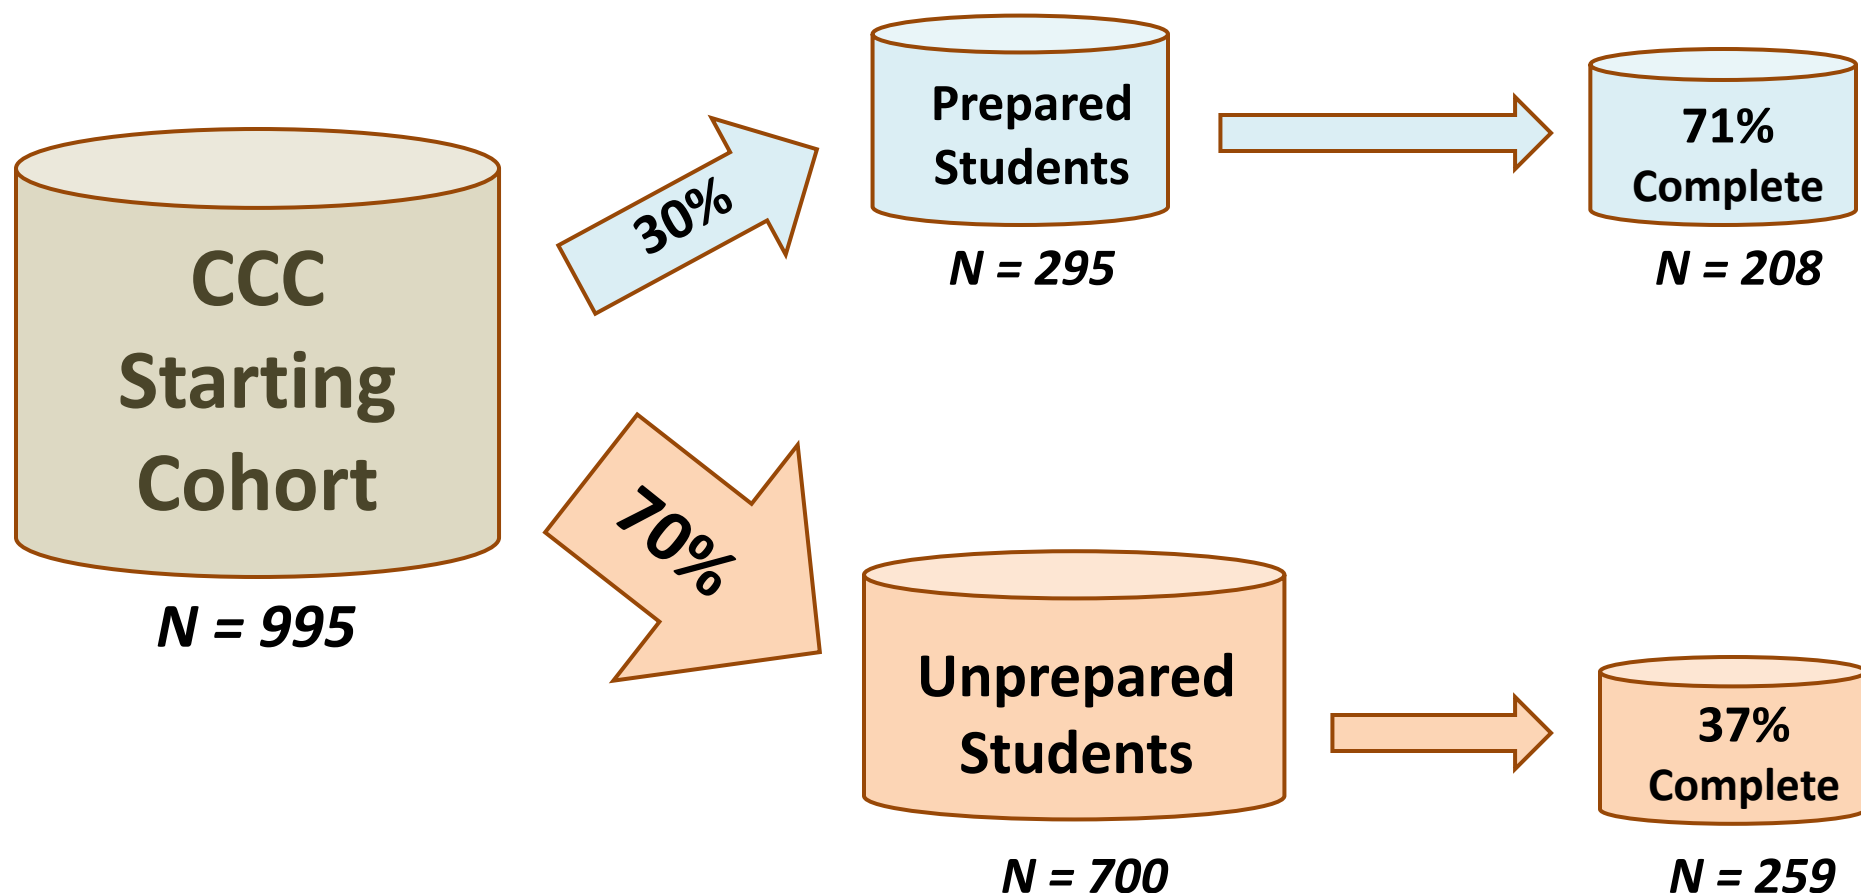 CCC
Starting
Cohort
N = 995
30%
Prepared
Students
N = 295
71%
Complete
N = 208
70%
Unprepared
Students
N = 700
37%
Complete
N = 259